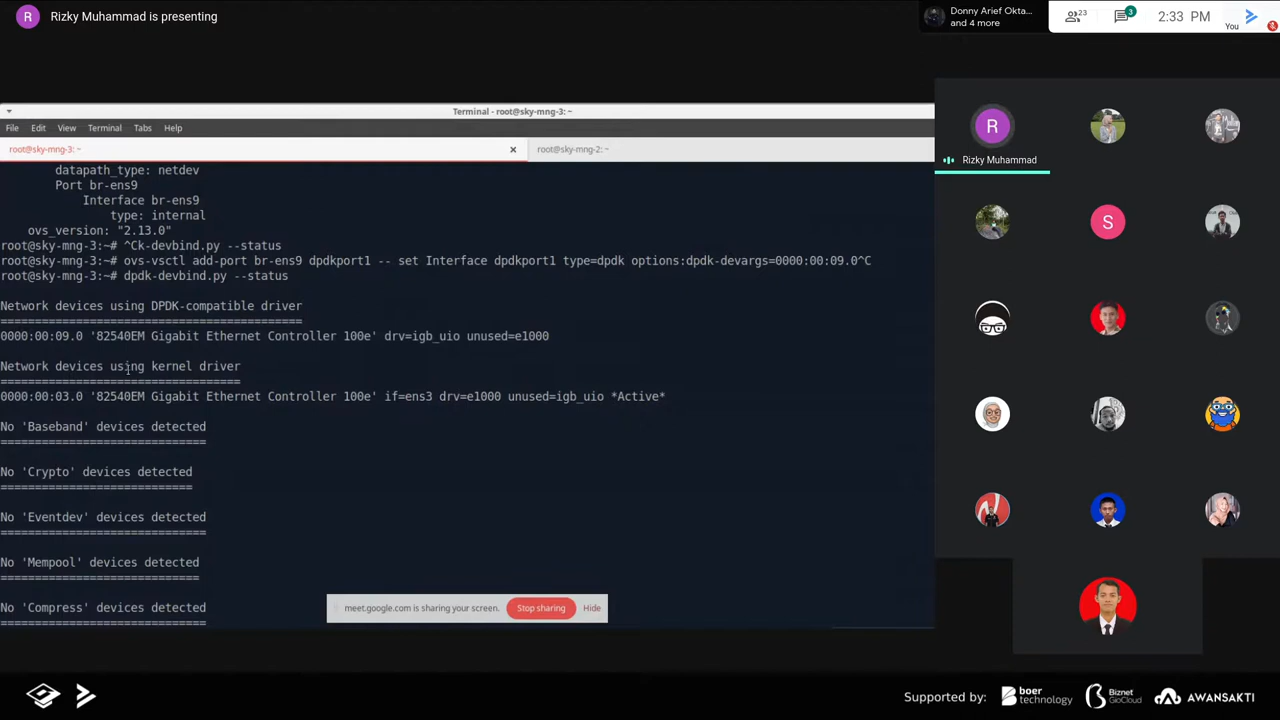 R Rizky Muhammad is presenting
Donny Arief Okta...
and 4 more
23
3
2:33 PM
You
Terminal - root@sky-mng-3: ~
File Edit View Terminal Tabs Help
root@sky-mng-3: ~
root@sky-mng-2: ~
datapath_type: netdev
Port br-ens9
Interface br-ens9
type: internal
ovs_version: "2.13.0"
root@sky-mng-3:~# ^Ck-devbind.py --status
root@sky-mng-3:~# ovs-vsctl add-port br-ens9 dpdkport1 -- set Interface dpdkport1 type=dpdk options:dpdk-devargs=0000:00:09.0^C
root@sky-mng-3:~# dpdk-devbind.py --status
Network devices using DPDK-compatible driver
============================================
0000:00:09.0 '82540EM Gigabit Ethernet Controller 100e' drv=igb_uio unused=e1000
Network devices using kernel driver
===================================
0000:00:03.0 '82540EM Gigabit Ethernet Controller 100e' if=ens3 drv=e1000 unused=igb_uio *Active*
No 'Baseband' devices detected
==============================
No 'Crypto' devices detected
============================
No 'Eventdev' devices detected
==============================
No 'Mempool' devices detected
=============================
No 'Compress' devices detected
==============================
meet.google.com is sharing your screen.
Stop sharing
Hide
R
Rizky Muhammad
S
Supported by:
boer technology
Biznet GioCloud
AWANSAKTI